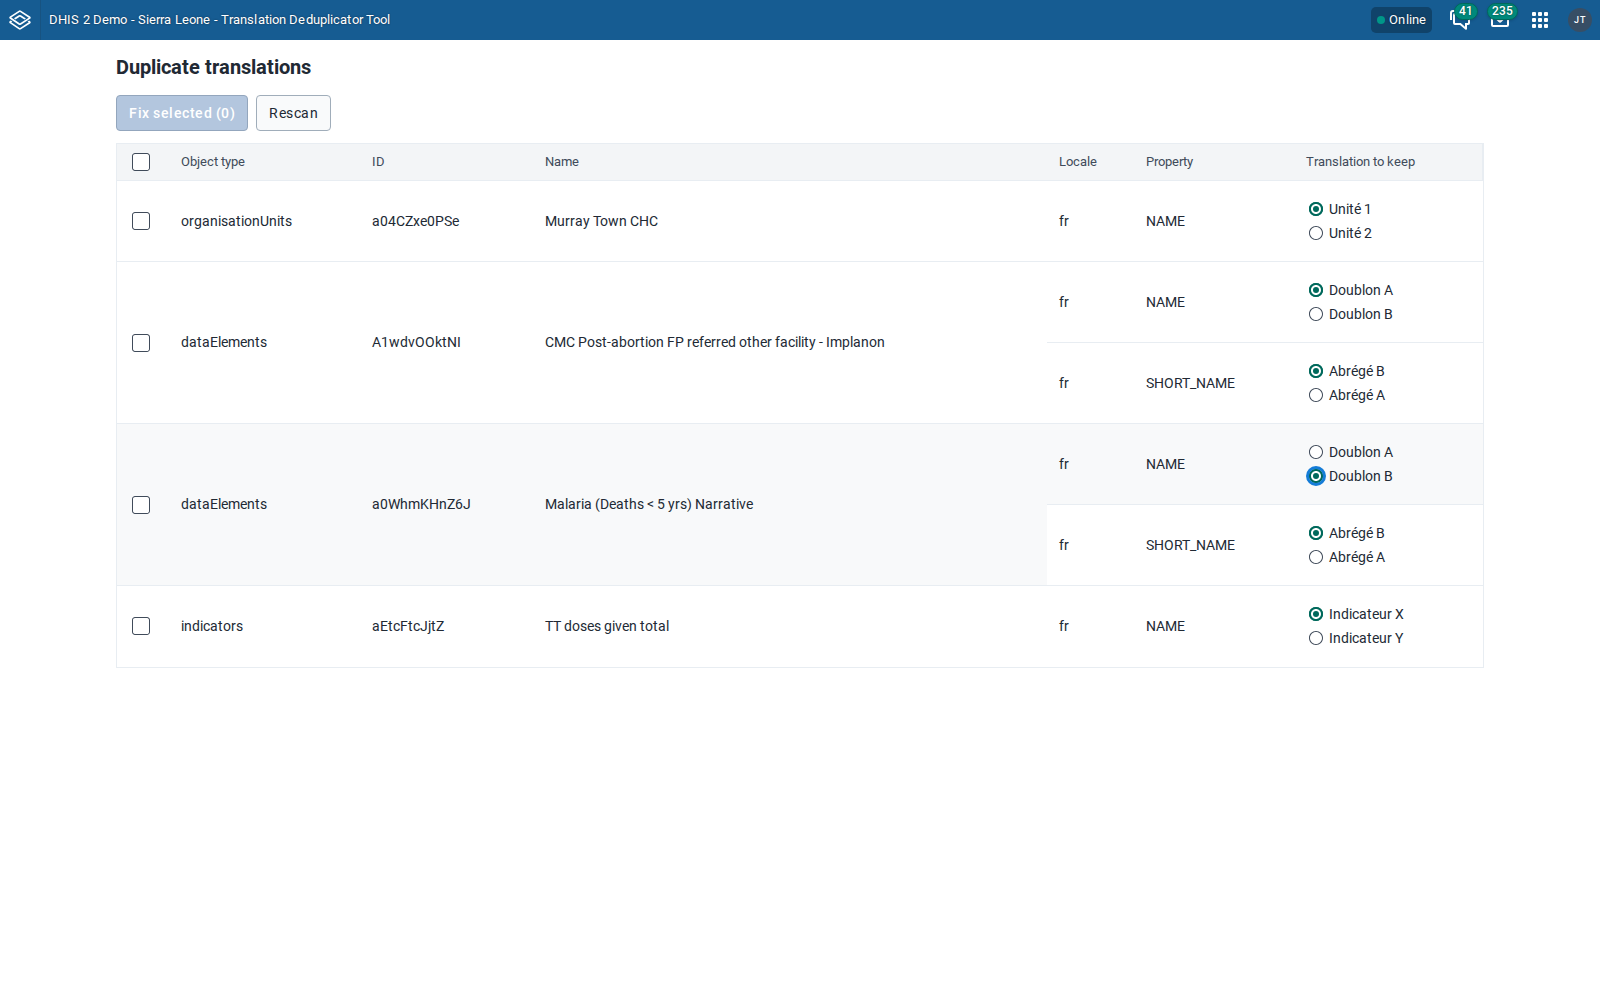 DHIS 2 Demo - Sierra Leone - Translation Deduplicator Tool
Online
41
235
JT
Duplicate translations
Fix selected (0)
Rescan
Object type ID Name Locale Property Translation to keep
organisationUnits a04CZxe0PSe Murray Town CHC fr NAME
Unité 1
Unité 2
dataElements A1wdvOOktNI CMC Post-abortion FP referred other facility - Implanon
fr NAME
Doublon A
Doublon B
fr SHORT_NAME
Abrégé B
Abrégé A
dataElements a0WhmKHnZ6J Malaria (Deaths < 5 yrs) Narrative
fr NAME
Doublon A
Doublon B
fr SHORT_NAME
Abrégé B
Abrégé A
indicators aEtcFtcJjtZ TT doses given total fr NAME
Indicateur X
Indicateur Y